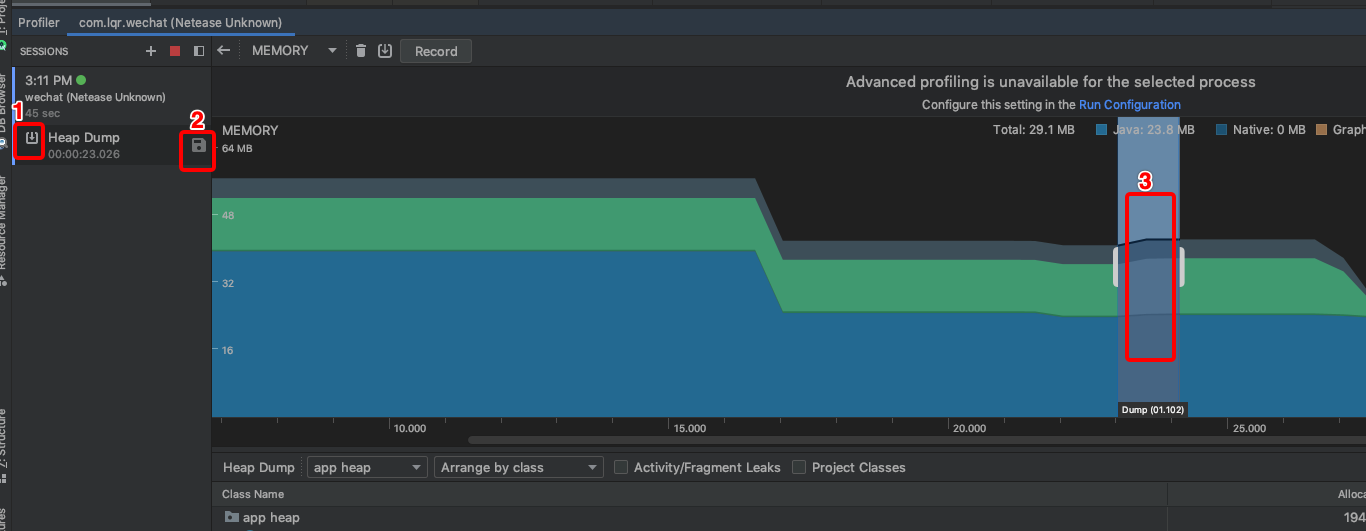 Profiler com.lqr.wechat (Netease Unknown)
SESSIONS MEMORY Record
3:11 PM
wechat (Netease Unknown)
45 sec
1
Heap Dump
00:00:23.026
2
Advanced profiling is unavailable for the selected process
Configure this setting in the Run Configuration
MEMORY Total: 29.1 MB Java: 23.8 MB Native: 0 MB Graph
64 MB
3
48
32
16
Dump (01.102)
10.000 15.000 20.000 25.000
Heap Dump app heap Arrange by class Activity/Fragment Leaks Project Classes
Class Name Alloca
app heap 194
1: Proje
DB Browser
Resource Manager
Z: Structure
ures